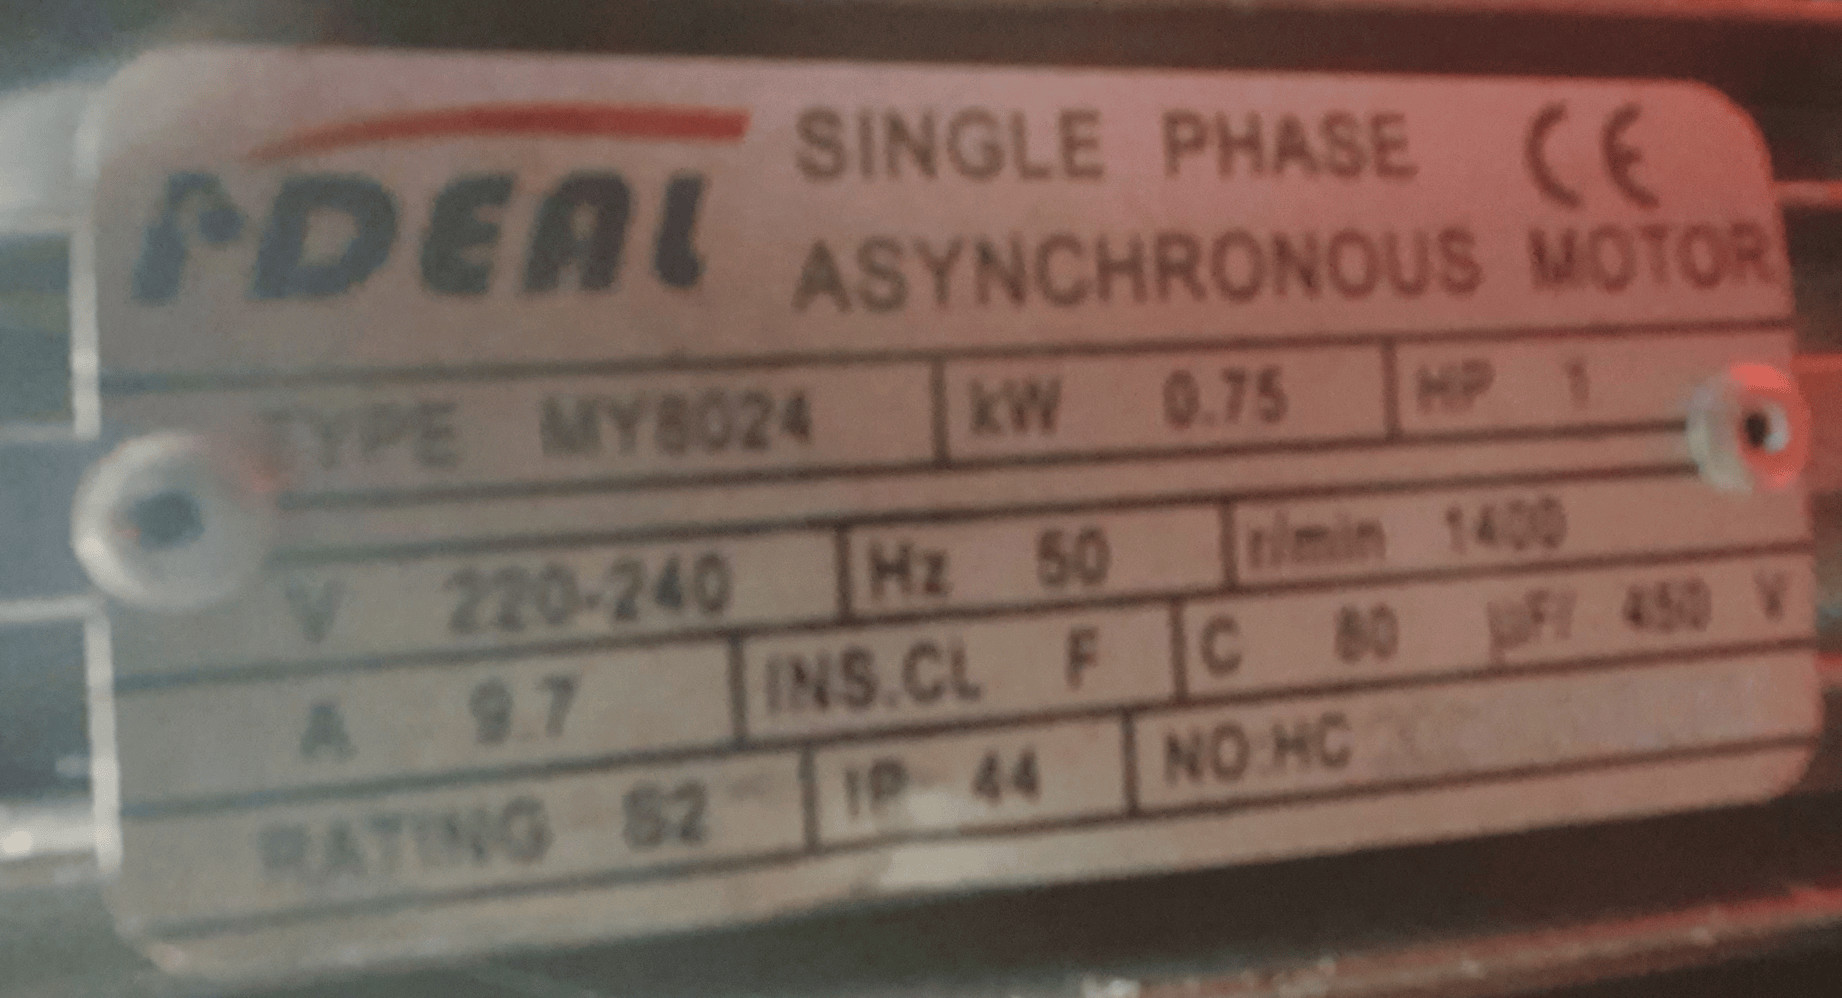 IDEAL SINGLE PHASE CE
ASYNCHRONOUS MOTOR
TYPE MY8024 kW 0.75 HP 1
V 220-240 Hz 50 r/min 1400
A 9.7 INS.CL F C 80 µF/ 450 V
RATING S2 IP 44 NO:HC